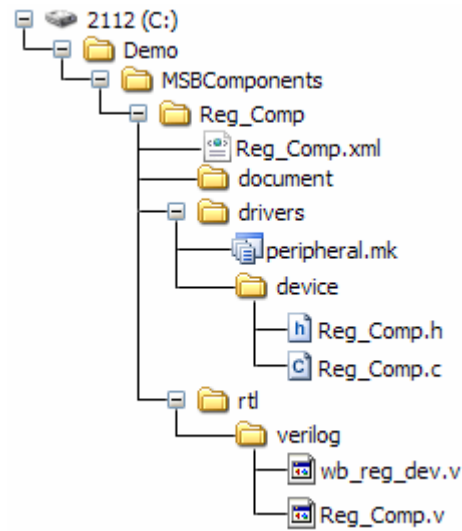 2112 (C:)
Demo
MSBComponents
Reg_Comp
Reg_Comp.xml
document
drivers
peripheral.mk
device
Reg_Comp.h
Reg_Comp.c
rtl
verilog
wb_reg_dev.v
Reg_Comp.v